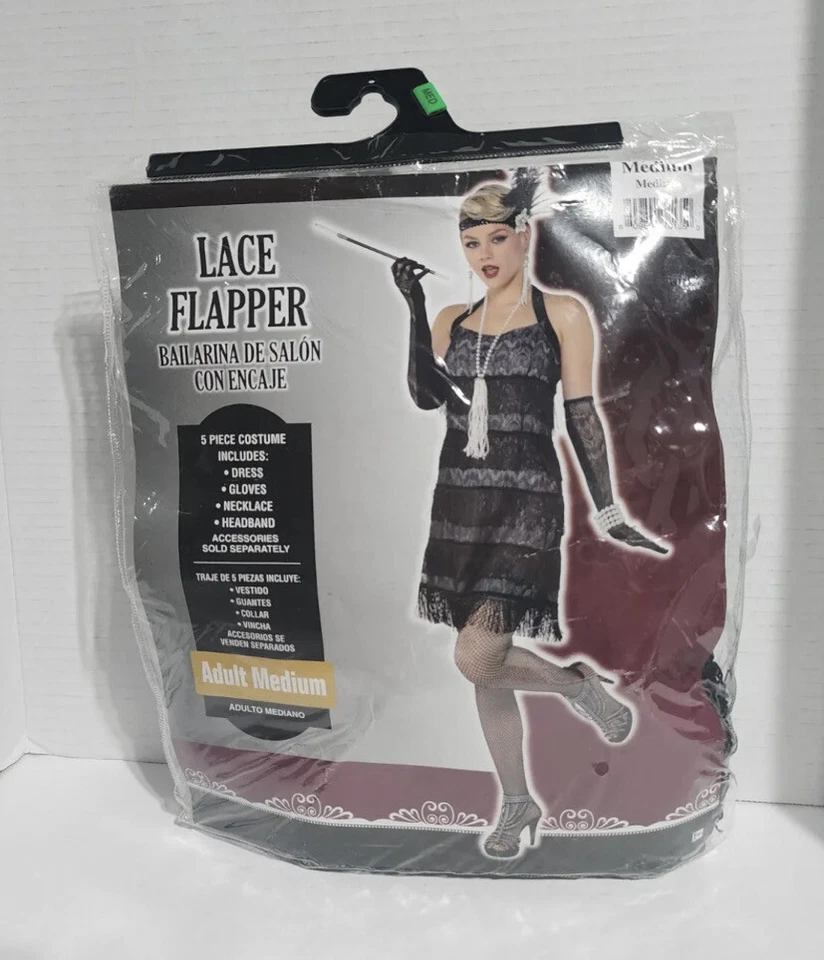 MED
Medium
LACE
FLAPPER
BAILARINA DE SALÓN
CON ENCAJE
5 PIECE COSTUME
INCLUDES:
• DRESS
• GLOVES
• NECKLACE
• HEADBAND
ACCESSORIES
SOLD SEPARATELY
TRAJE DE 5 PIEZAS INCLUYE:
• VESTIDO
• GUANTES
• COLLAR
• VINCHA
ACCESORIOS SE
VENDEN SEPARADOS
Adult Medium
ADULTO MEDIANO